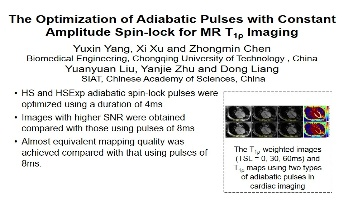 The Optimization of Adiabatic Pulses with Constant
Amplitude Spin-lock for MR T1ρ Imaging
Yuxin Yang, Xi Xu and Zhongmin Chen
Biomedical Engineering, Chongqing University of Technology , China
Yuanyuan Liu, Yanjie Zhu and Dong Liang
SIAT, Chinese Academy of Sciences, China
• HS and HSExp adiabatic spin-lock pulses were
optimized using a duration of 4ms
• Images with higher SNR were obtained
compared with those using pulses of 8ms
• Almost equivalent mapping quality was
achieved compared with that using pulses of
8ms.
The T1ρ weighted images
(TSL = 0, 30, 60ms) and
T1ρ maps using two types
of adiabatic pulses in
cardiac imaging